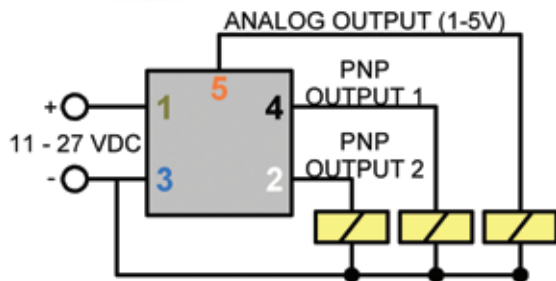 ANALOG OUTPUT (1-5V)
5
PNP
OUTPUT 1
+
1
4
11 - 27 VDC
PNP
OUTPUT 2
-
3
2